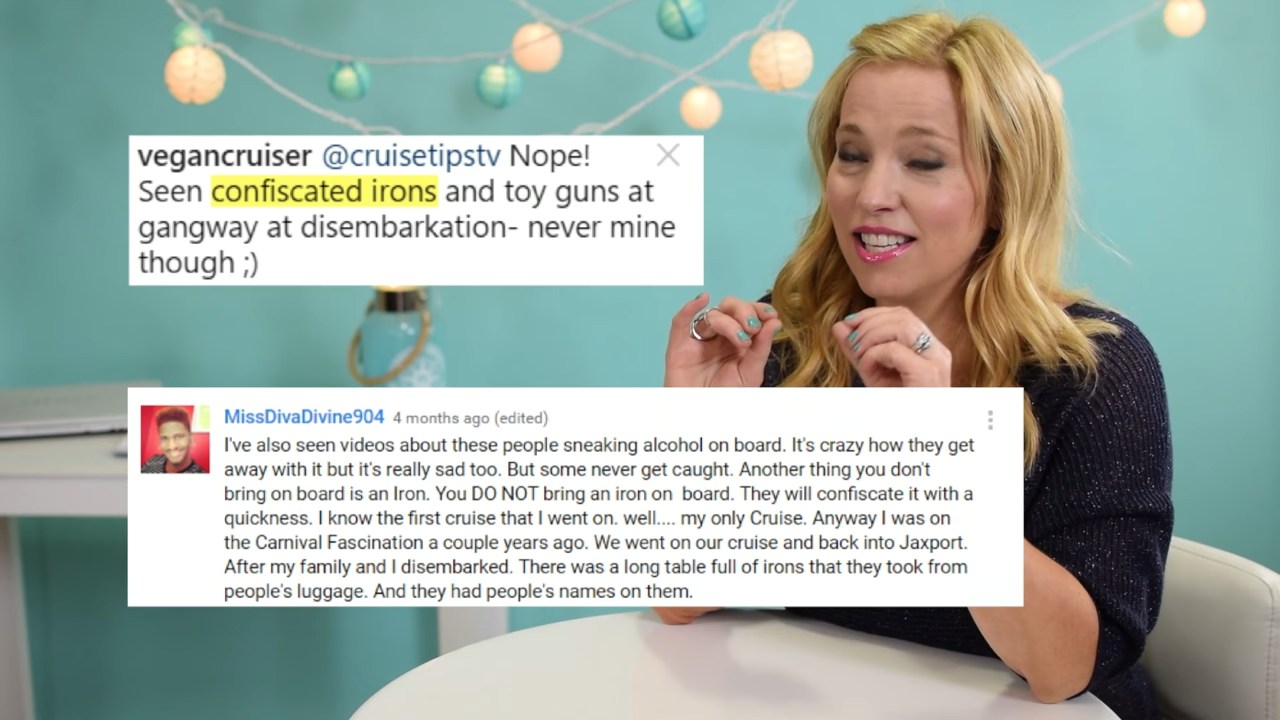 vegancruiser @cruisetipstv Nope!
Seen confiscated irons and toy guns at
gangway at disembarkation- never mine
though ;)
MissDivaDivine904 4 months ago (edited)
I've also seen videos about these people sneaking alcohol on board. It's crazy how they get
away with it but it's really sad too. But some never get caught. Another thing you don't
bring on board is an Iron. You DO NOT bring an iron on board. They will confiscate it with a
quickness. I know the first cruise that I went on. well.... my only Cruise. Anyway I was on
the Carnival Fascination a couple years ago. We went on our cruise and back into Jaxport.
After my family and I disembarked. There was a long table full of irons that they took from
people's luggage. And they had people's names on them.